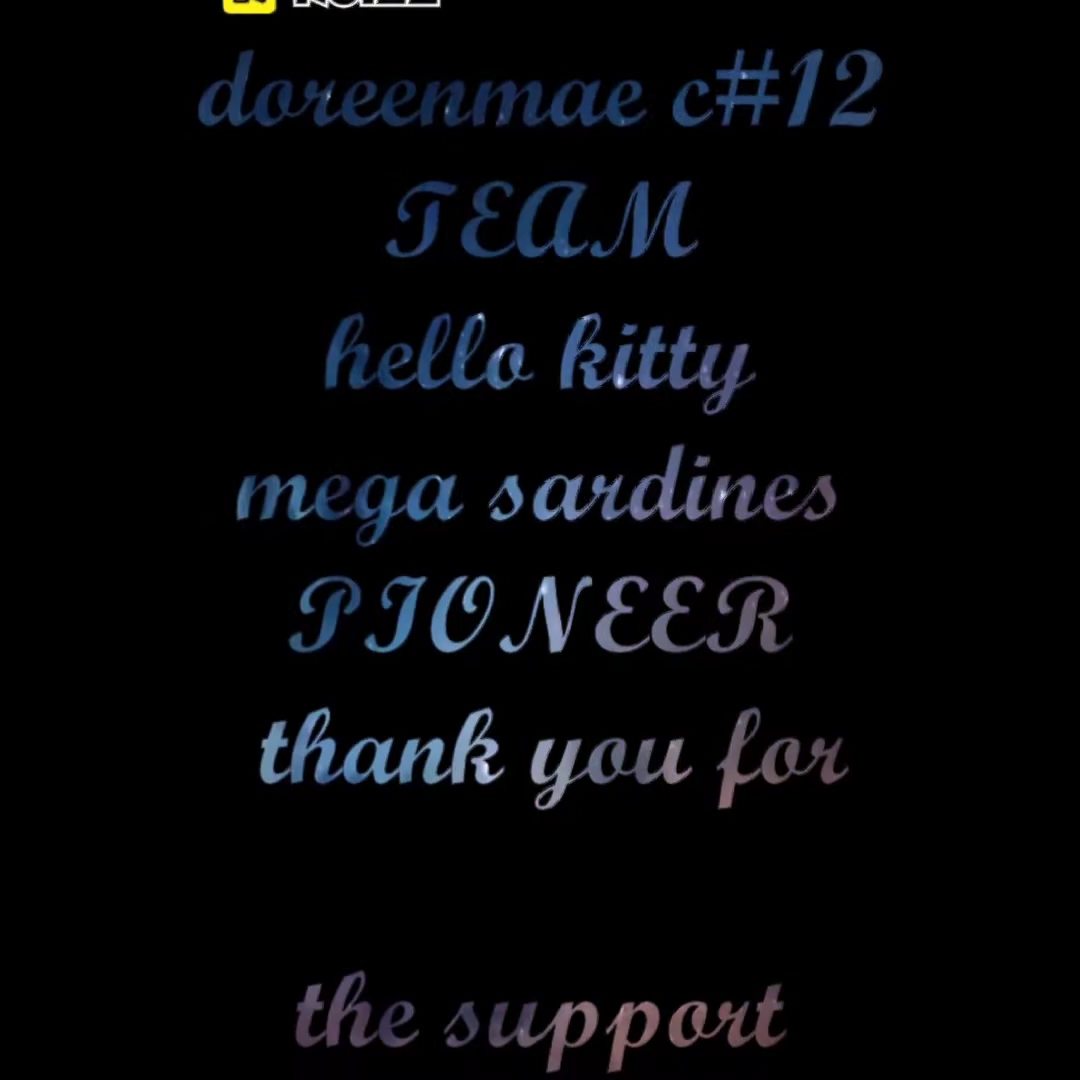 doreenmae c#12
TEAM
hello kitty
mega sardines
PIONEER
thank you for
the support